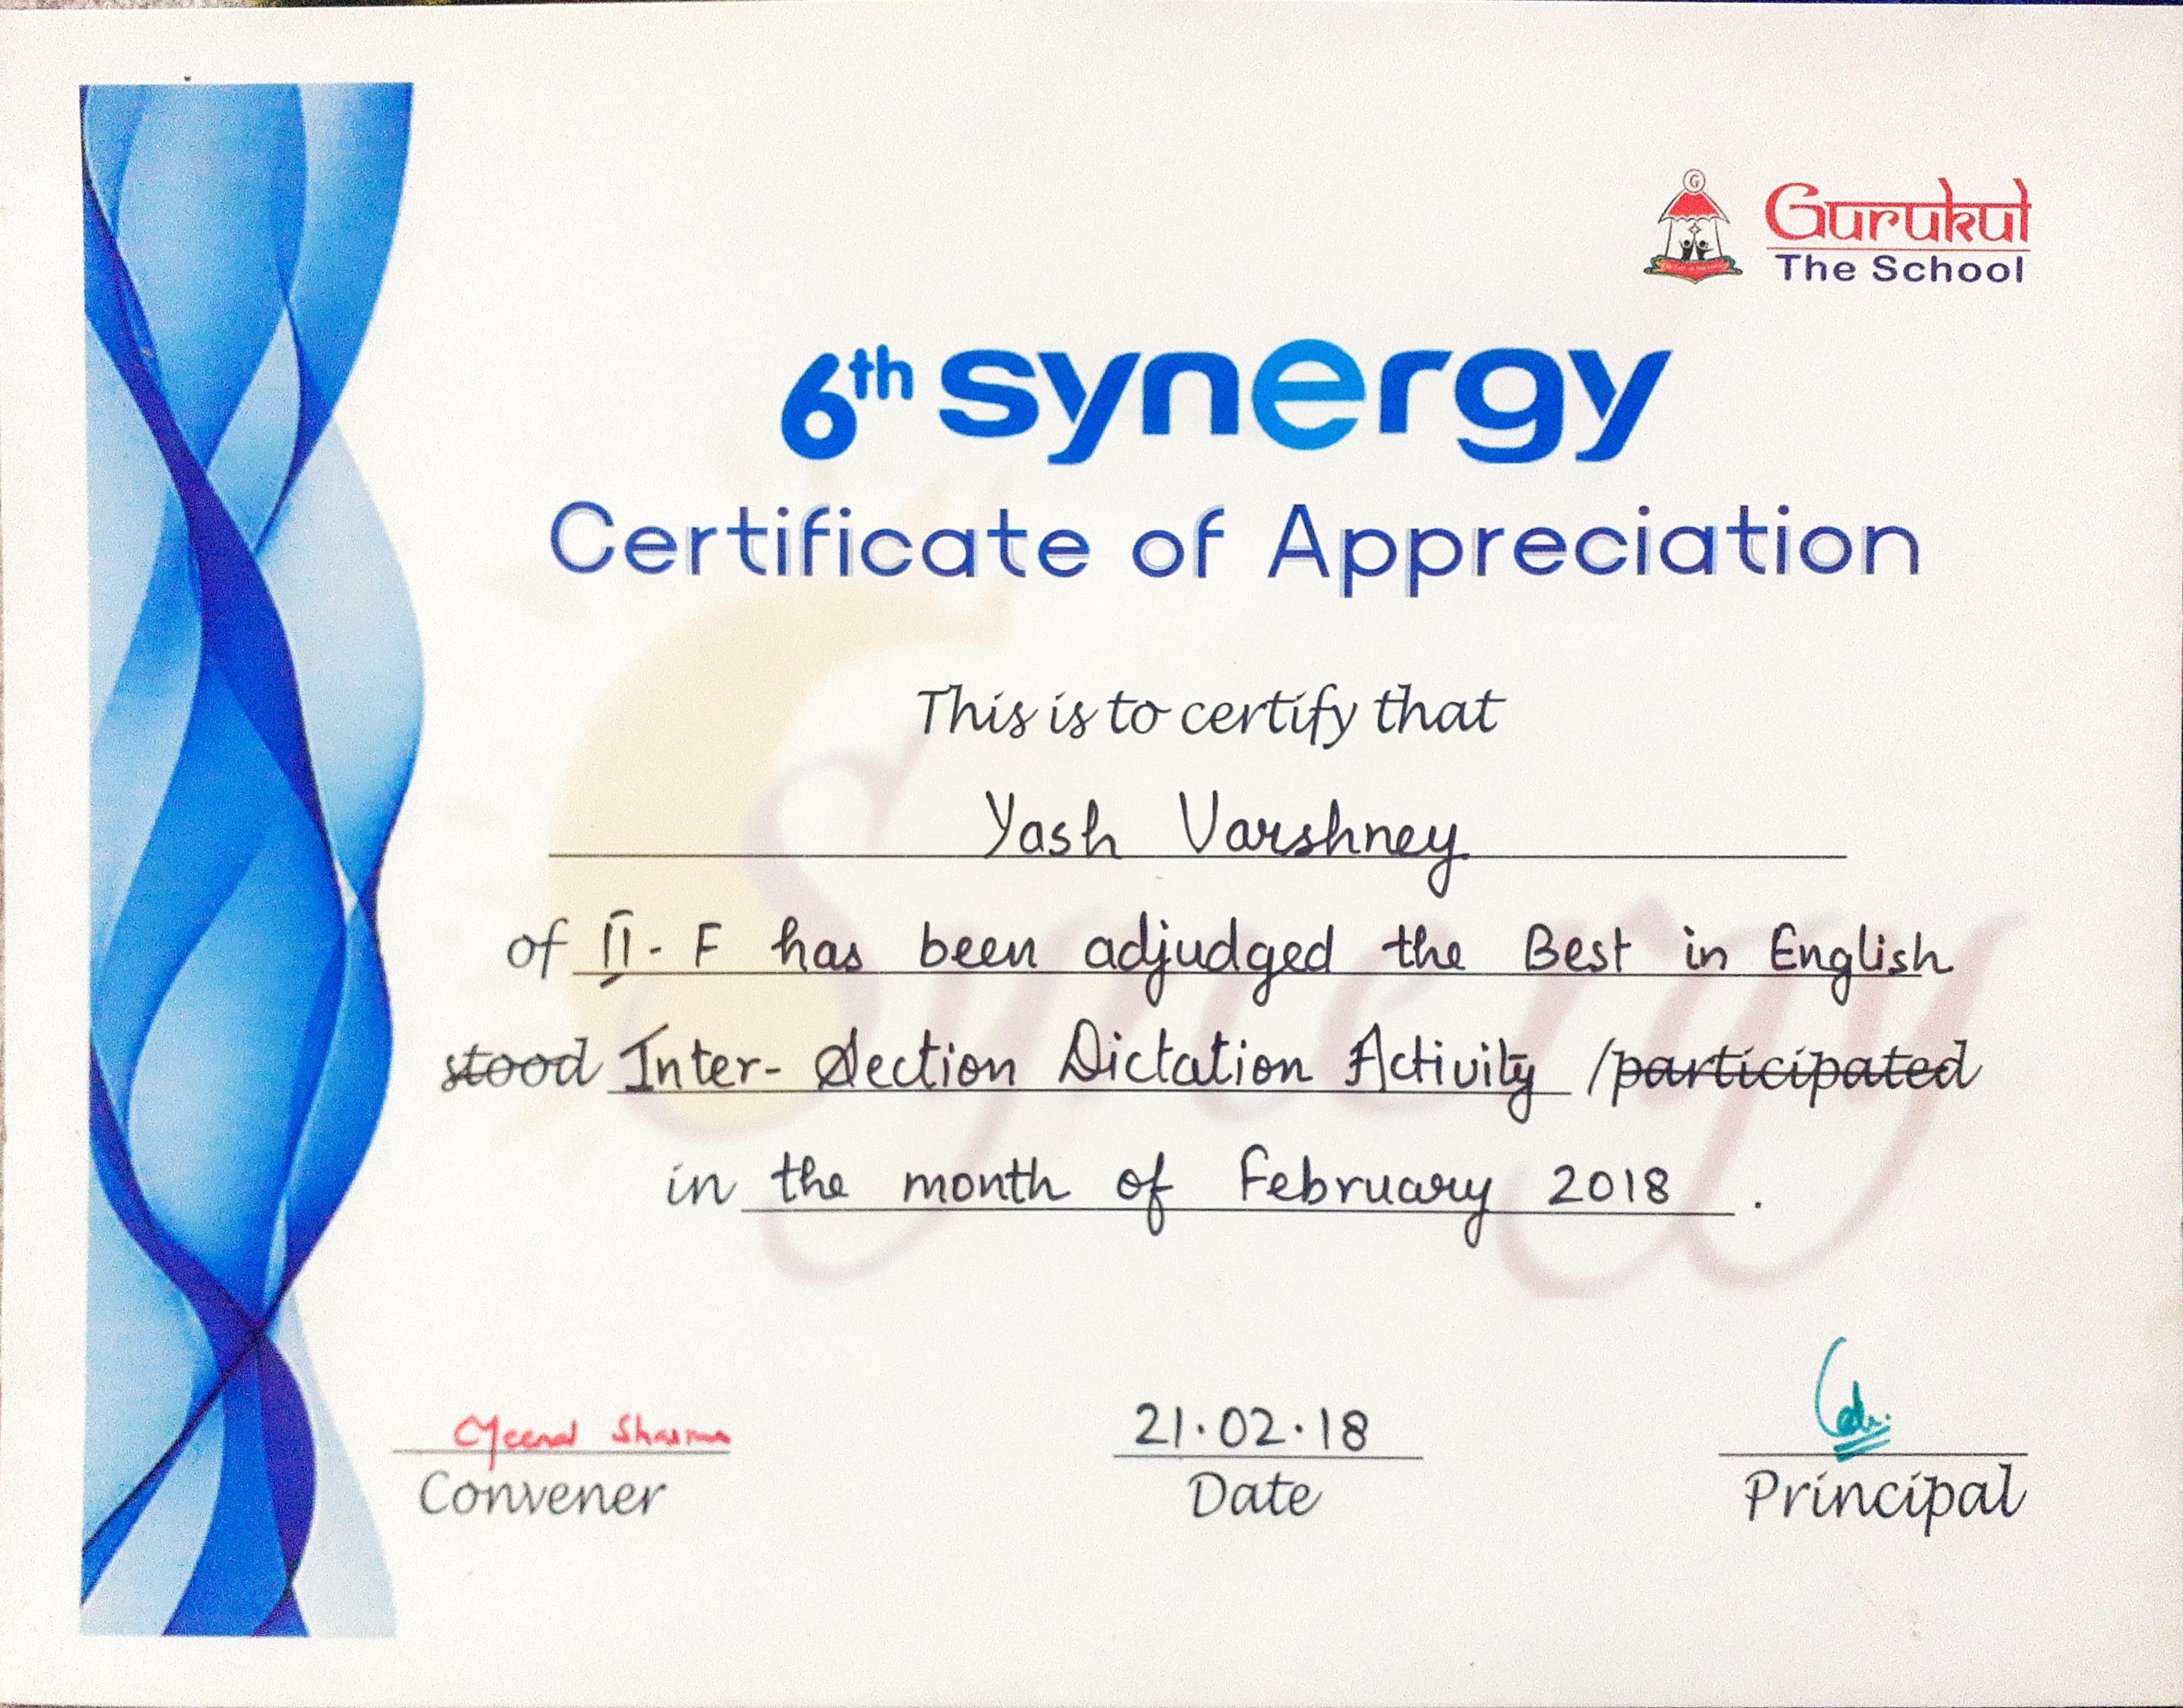 Gurukul
The School
6th synergy
Certificate of Appreciation
This is to certify that
Yash Varshney
of II - F has been adjudged the Best in English
stood Inter- Section Dictation Activity /participated
in the month of February 2018 .
Synergy
Meenal Sharma
Convener
21.02.18
Date
Principal